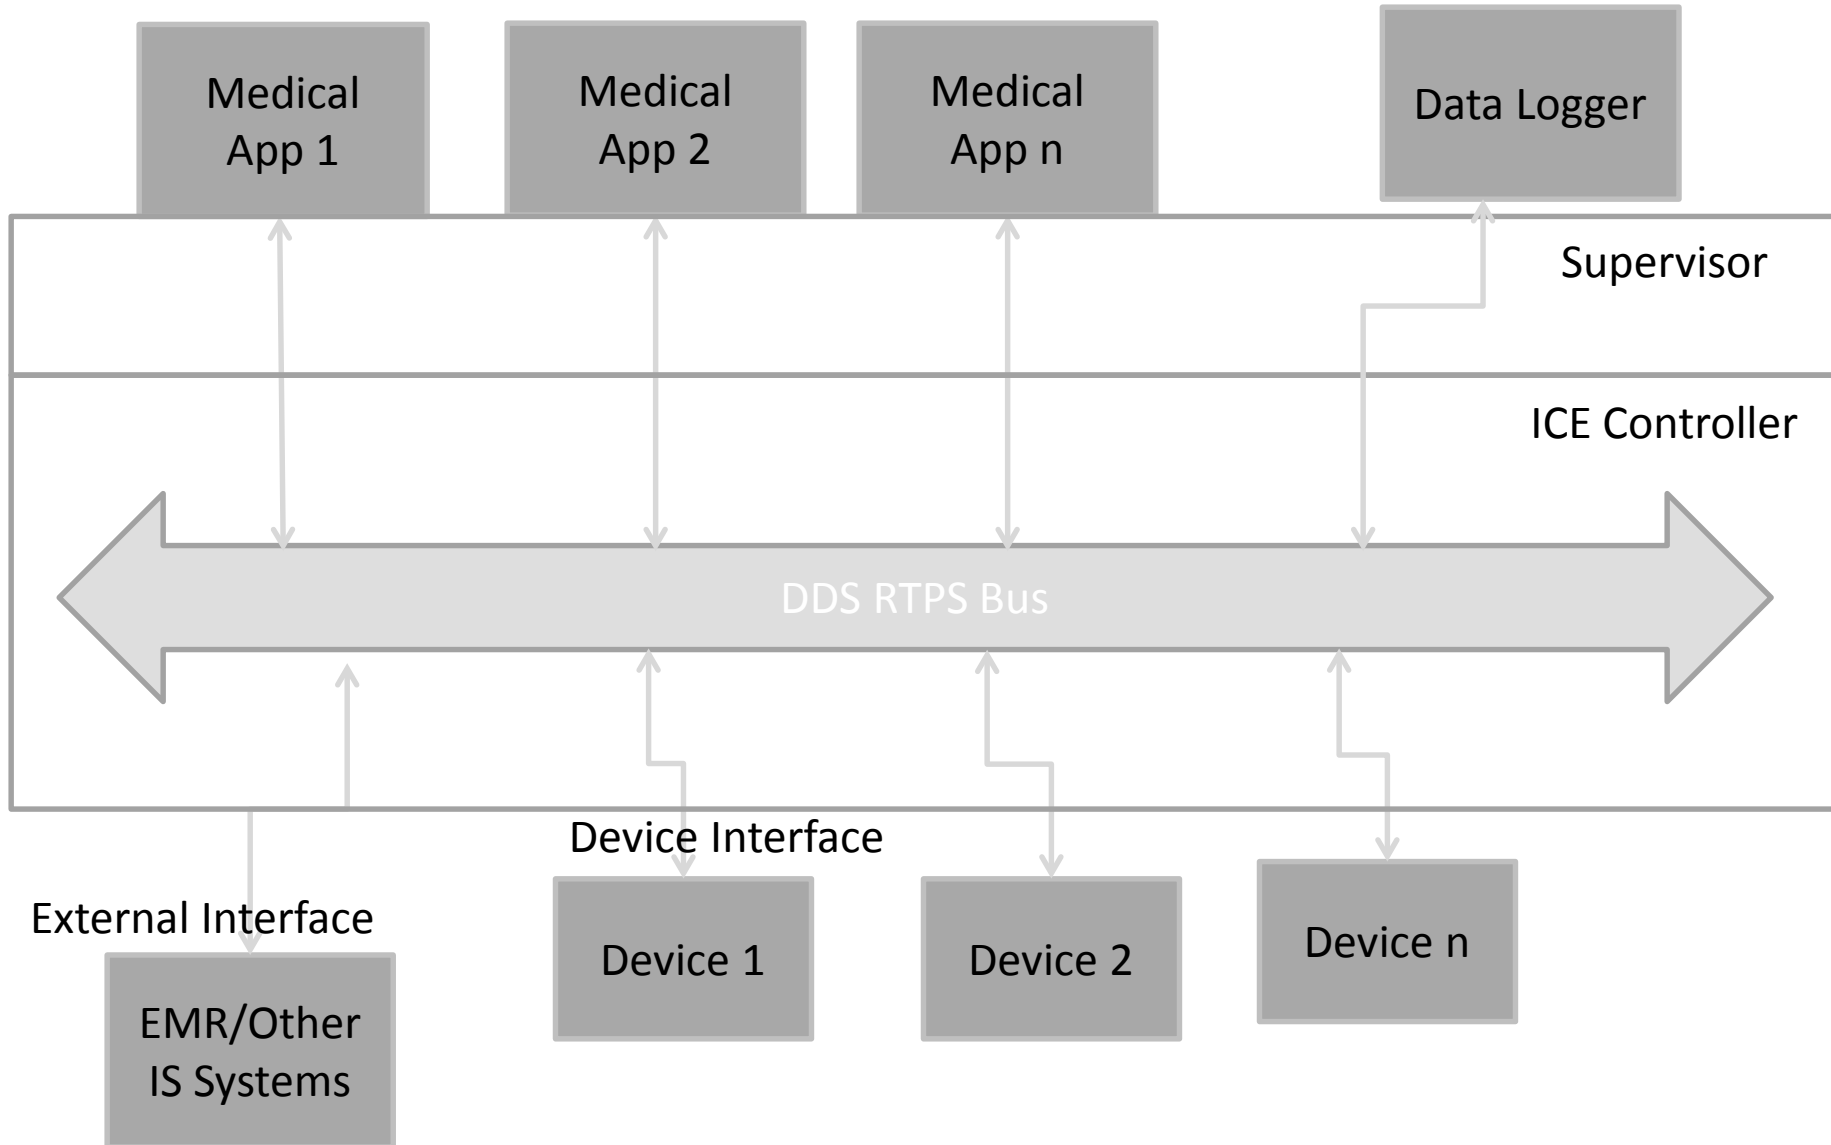 Medical
App 1
Medical
App 2
Medical
App n
Data Logger
Supervisor
ICE Controller
DDS RTPS Bus
Device Interface
External Interface
Device 1
Device 2
Device n
EMR/Other
IS Systems